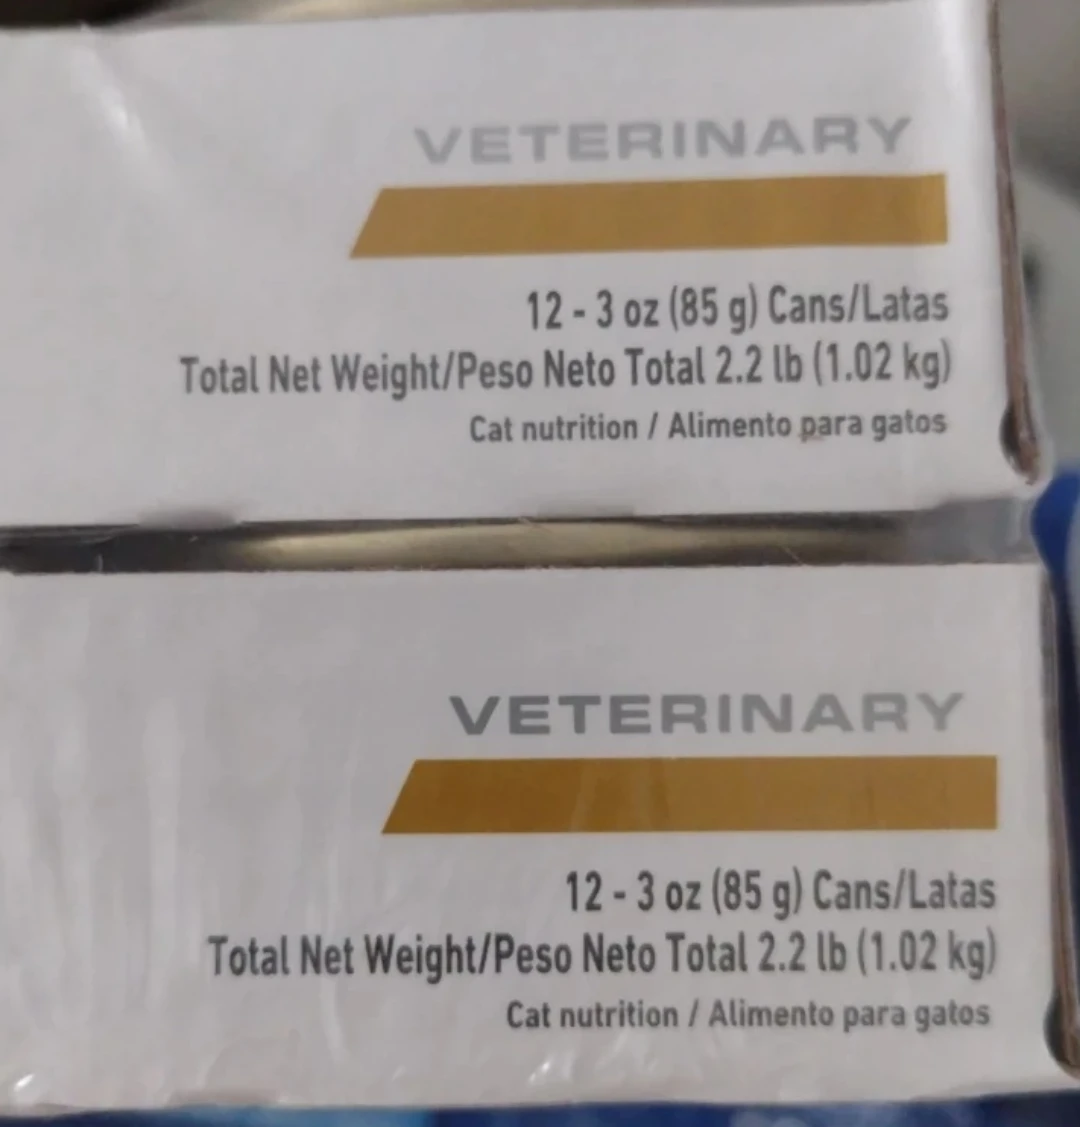 VETERINARY
12 - 3 oz (85 g) Cans/Latas
Total Net Weight/Peso Neto Total 2.2 lb (1.02 kg)
Cat nutrition / Alimento para gatos
VETERINARY
12 - 3 oz (85 g) Cans/Latas
Total Net Weight/Peso Neto Total 2.2 lb (1.02 kg)
Cat nutrition / Alimento para gatos